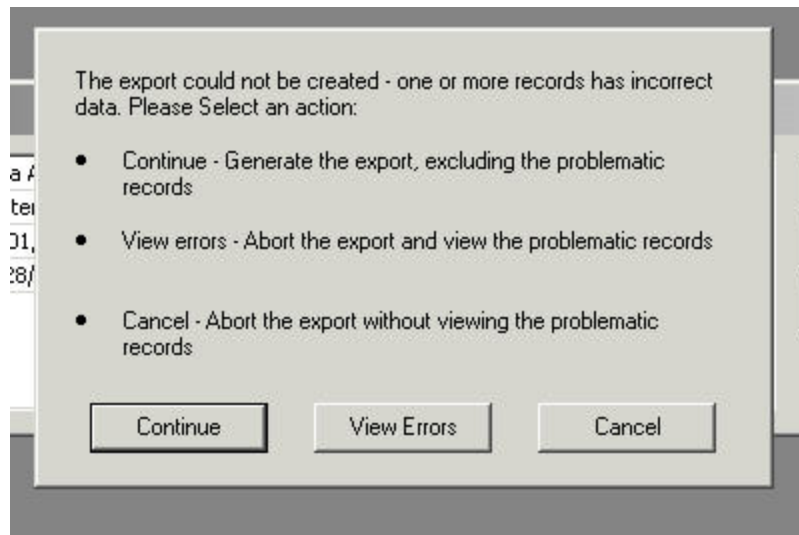 The export could not be created - one or more records has incorrect
data. Please Select an action:
• Continue - Generate the export, excluding the problematic
records
• View errors - Abort the export and view the problematic records
• Cancel - Abort the export without viewing the problematic
records
Continue View Errors Cancel